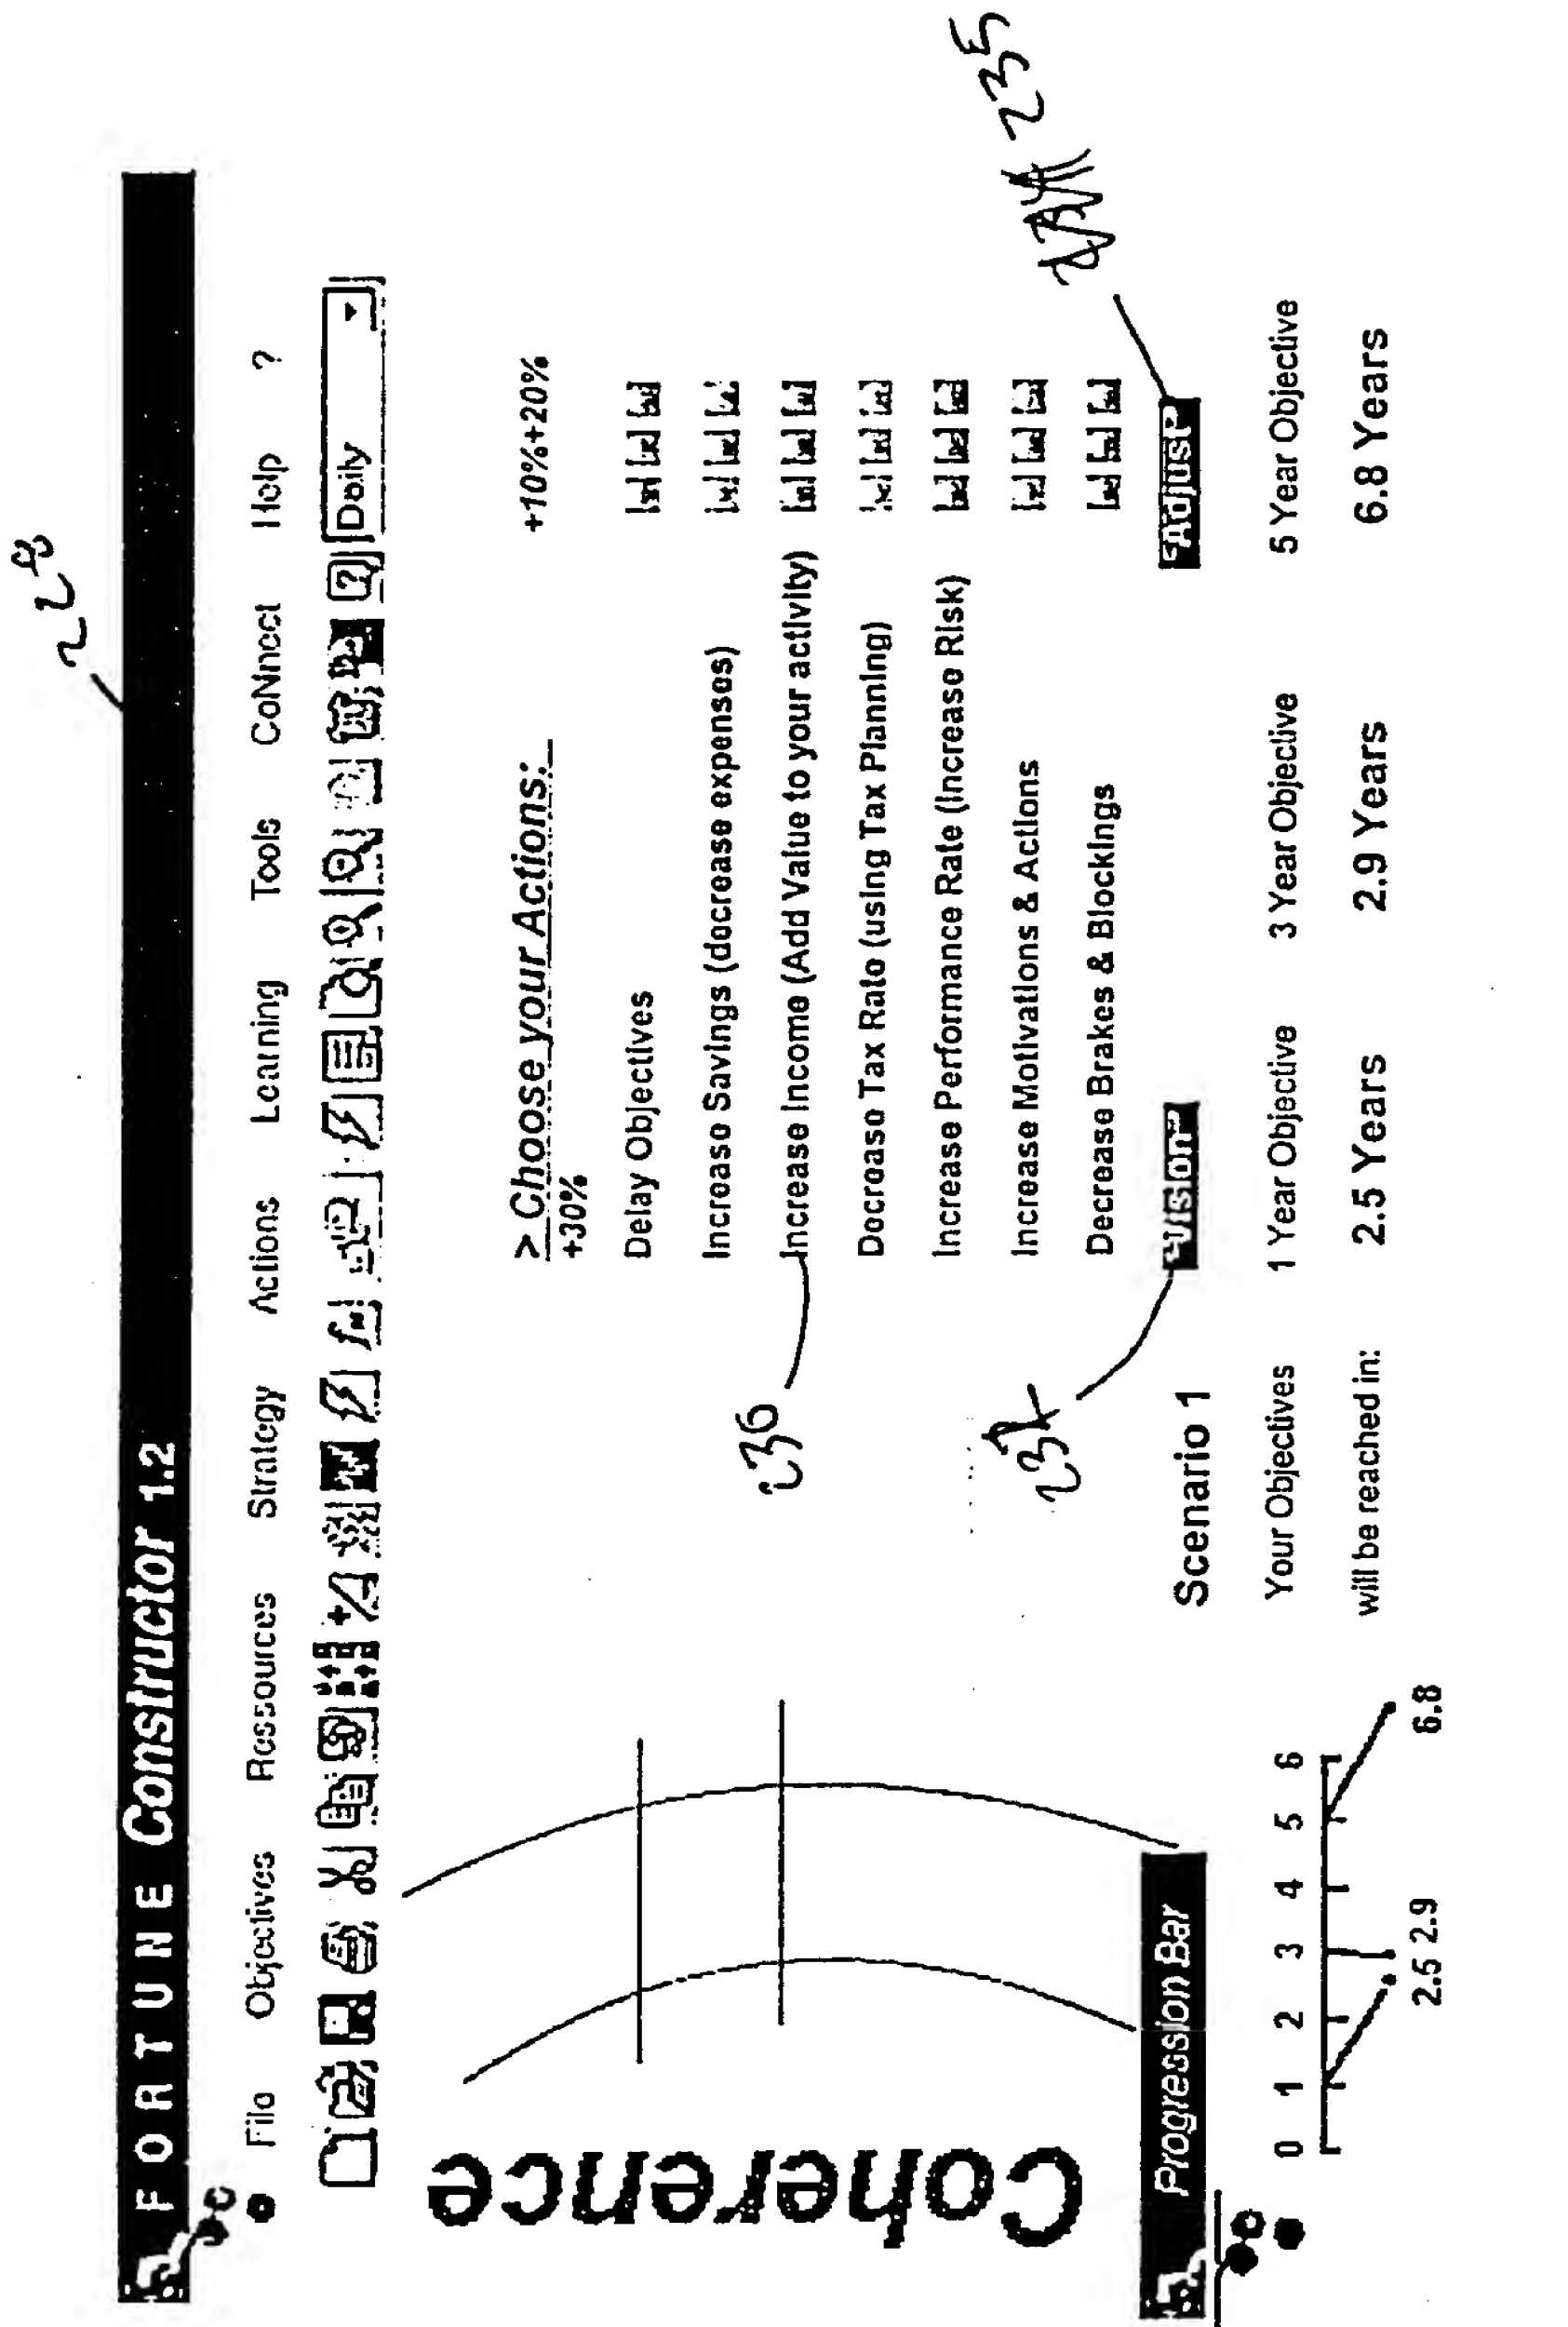 228
FORTUNE Constructor 1.2
File Objectives Ressources Strategy Actions Learning Tools CoNnect Help ?
Daily
> Choose your Actions:
+10%+20%
+30%
Delay Objectives
Increase Savings (decrease expenses)
Increase Income (Add Value to your activity)
Decrease Tax Rate (using Tax Planning)
Increase Performance Rate (Increase Risk)
Increase Motivations & Actions
Decrease Brakes & Blockings
236
235
Coherence
Progression Bar
"Vision"
"Adjust"
Scenario 1
Your Objectives 1 Year Objective 3 Year Objective 5 Year Objective
will be reached in: 2.5 Years 2.9 Years 6.8 Years
0 1 2 3 4 5 6
2.5 2.9 6.8